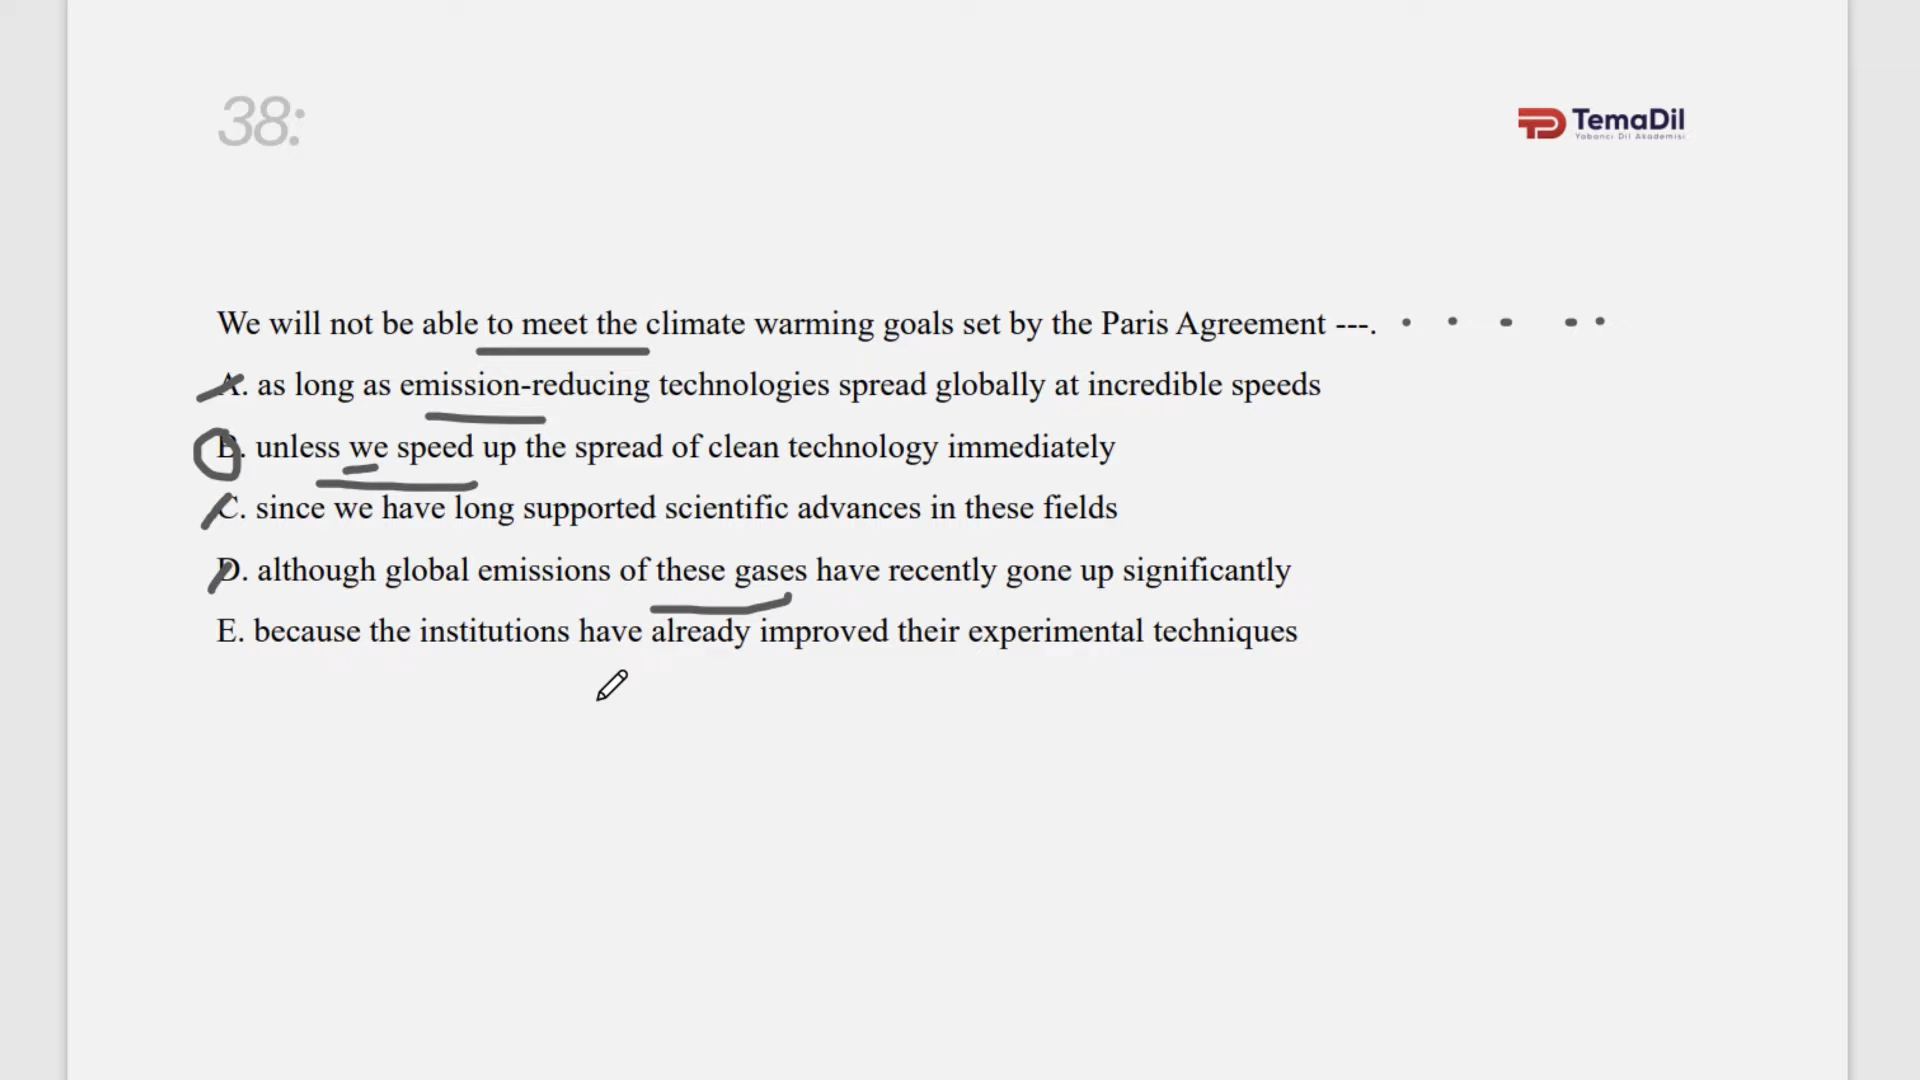 38:
TemaDil
Yabancı Dil Akademisi
We will not be able to meet the climate warming goals set by the Paris Agreement ---.
A. as long as emission-reducing technologies spread globally at incredible speeds
B. unless we speed up the spread of clean technology immediately
C. since we have long supported scientific advances in these fields
D. although global emissions of these gases have recently gone up significantly
E. because the institutions have already improved their experimental techniques